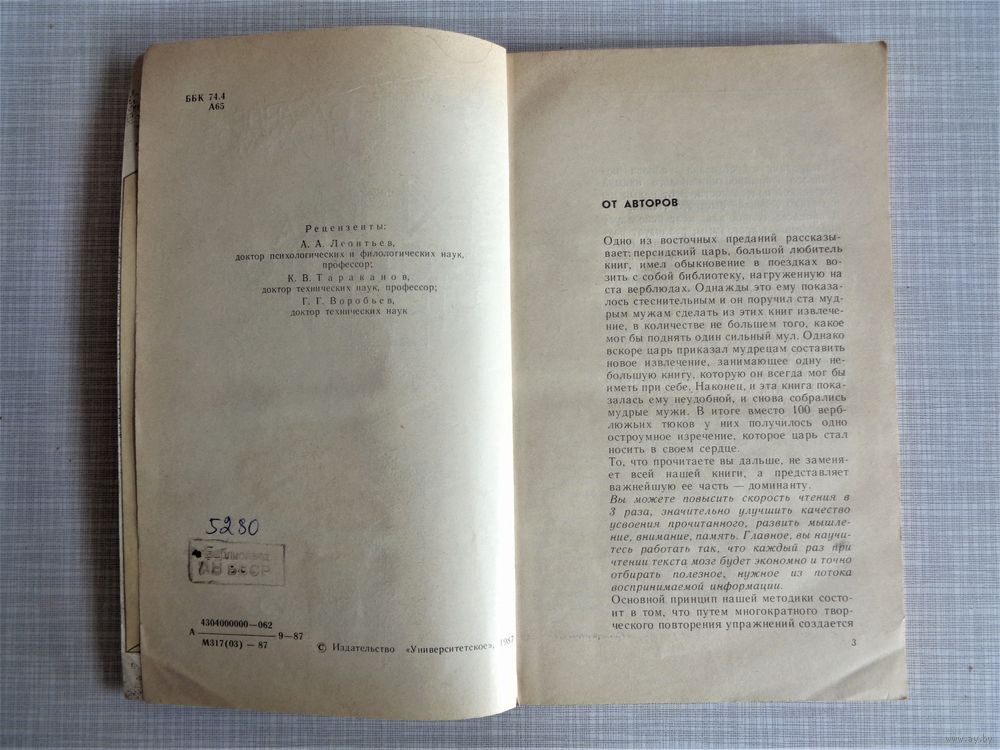 ББК 74.4
А65
Рецензенты:
А. А. Леонтьев,
доктор психологических и филологических наук,
профессор;
К. В. Тараканов,
доктор технических наук, профессор;
Г. Г. Воробьев,
доктор технических наук
5280
Библиотека
АН БССР
4304000000—062
А 9—87
М317(03) — 87
© Издательство «Университетское», 1987
ОТ АВТОРОВ
Одно из восточных преданий рассказы-
вает: персидский царь, большой любитель
книг, имел обыкновение в поездках во-
зить с собой библиотеку, нагруженную на
ста верблюдах. Однажды это ему показа-
лось стеснительным и он поручил ста муд-
рым мужам сделать из этих книг извлече-
ние, в количестве не большем того, какое
мог бы поднять один сильный мул. Однако
вскоре царь приказал мудрецам составить
новое извлечение, занимающее одну не-
большую книгу, которую он всегда мог бы
иметь при себе. Наконец, и эта книга пока-
залась ему неудобной, и снова собрались
мудрые мужи. В итоге вместо 100 верб-
люжьих тюков у них получилось одно
остроумное изречение, которое царь стал
носить в своем сердце.
То, что прочитаете вы дальше, не заменя-
ет всей нашей книги, а представляет
важнейшую ее часть — доминанту.
Вы можете повысить скорость чтения в
3 раза, значительно улучшить качество
усвоения прочитанного, развить мышле-
ние, внимание, память. Главное, вы научи-
тесь работать так, что каждый раз при
чтении текста мозг будет экономно и точно
отбирать полезное, нужное из потока
воспринимаемой информации.
Основной принцип нашей методики состо-
ит в том, что путем многократного твор-
ческого повторения упражнений создается
3
www.ay.by